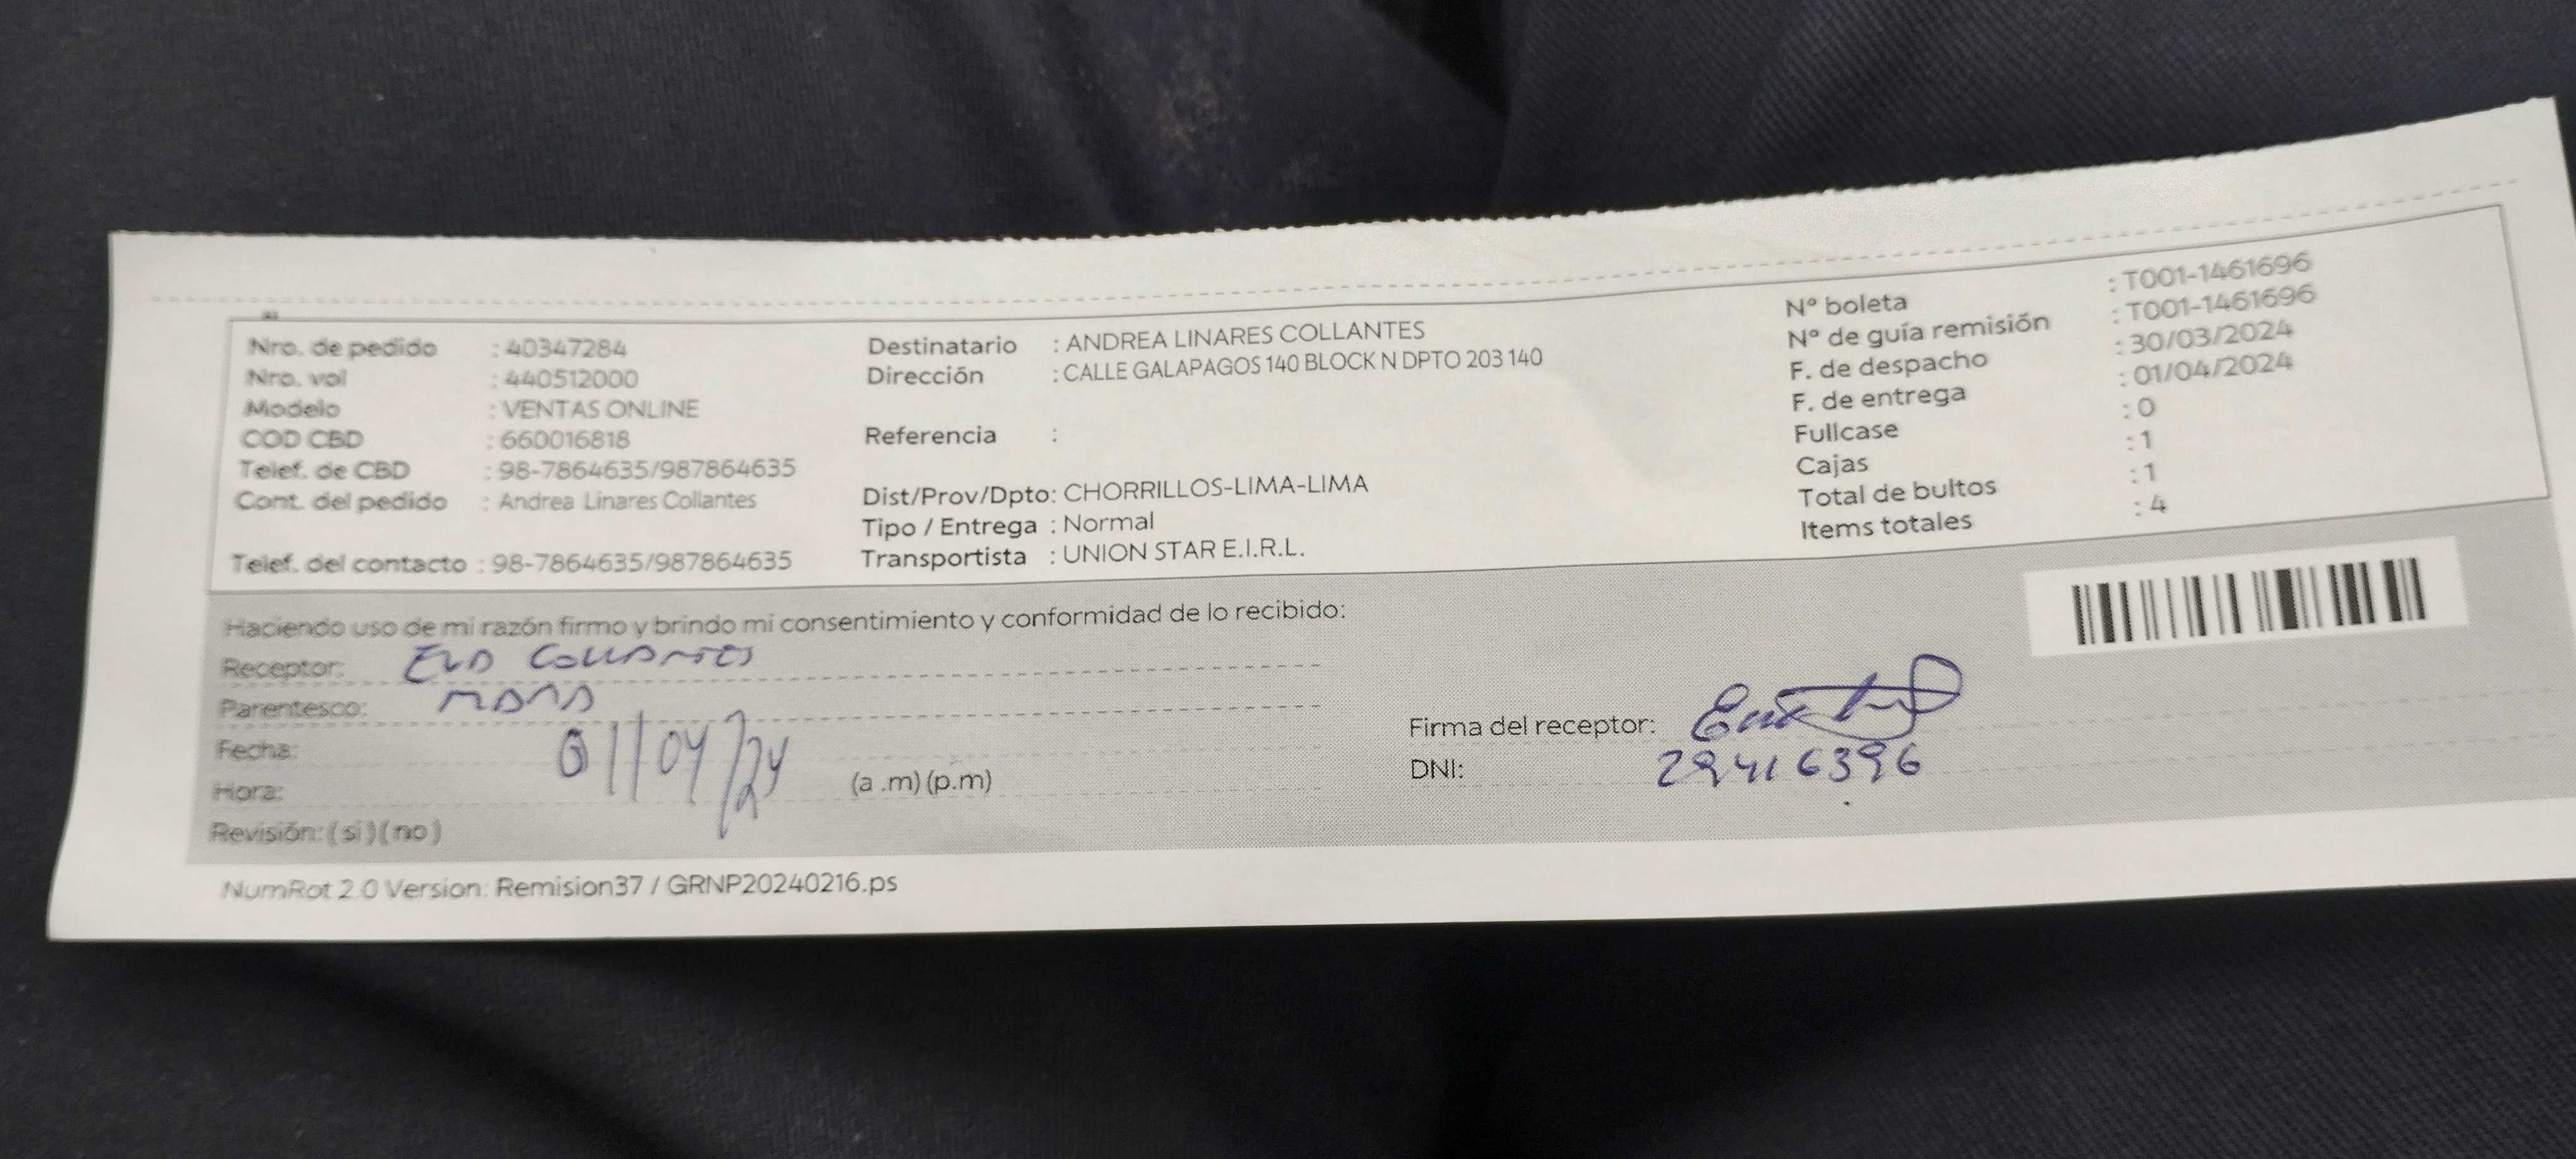 Nro. de pedido : 40347284
Nro. vol : 440512000
Modelo : VENTAS ONLINE
COD CBD : 660016818
Telef. de CBD : 98-7864635/987864635
Cont. del pedido : Andrea Linares Collantes
Telef. del contacto : 98-7864635/987864635
Destinatario : ANDREA LINARES COLLANTES
Dirección : CALLE GALAPAGOS 140 BLOCK N DPTO 203 140
Referencia :
Dist/Prov/Dpto: CHORRILLOS-LIMA-LIMA
Tipo / Entrega : Normal
Transportista : UNION STAR E.I.R.L.
Nº boleta : T001-1461696
Nº de guía remisión : T001-1461696
F. de despacho : 30/03/2024
F. de entrega : 01/04/2024
Fullcase : 0
Cajas : 1
Total de bultos : 1
Items totales : 4
Haciendo uso de mi razón firmo y brindo mi consentimiento y conformidad de lo recibido:
Receptor: EVA COLLANTES
Parentesco: MAMA
Fecha: 01/04/24
Hora: (a .m) (p.m)
Revisión: ( si ) ( no )
Firma del receptor:
DNI: 29416396
NumRot 2.0 Version: Remision37 / GRNP20240216.ps